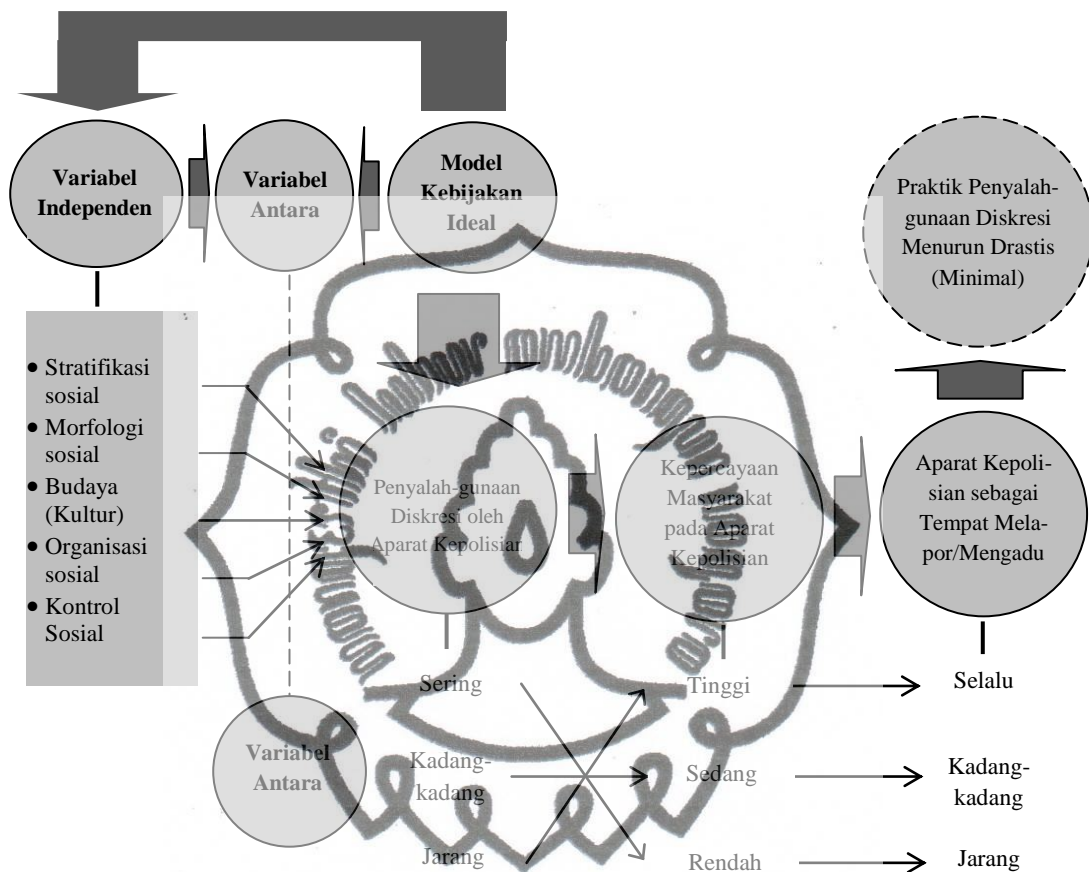 Variabel
Independen
Variabel
Antara
Model
Kebijakan
Ideal
Praktik Penyalah-
gunaan Diskresi
Menurun Drastis
(Minimal)
• Stratifikasi
sosial
• Morfologi
sosial
• Budaya
(Kultur)
• Organisasi
sosial
• Kontrol
Sosial
Penyalah-gunaan
Diskresi oleh
Aparat Kepolisian
Kepercayaan
Masyarakat
pada Aparat
Kepolisian
Aparat Kepoli-
sian sebagai
Tempat Mela-
por/Mengadu
Sering
Tinggi
Selalu
Variabel
Antara
Kadang-
kadang
Sedang
Kadang-
kadang
Jarang
Rendah
Jarang